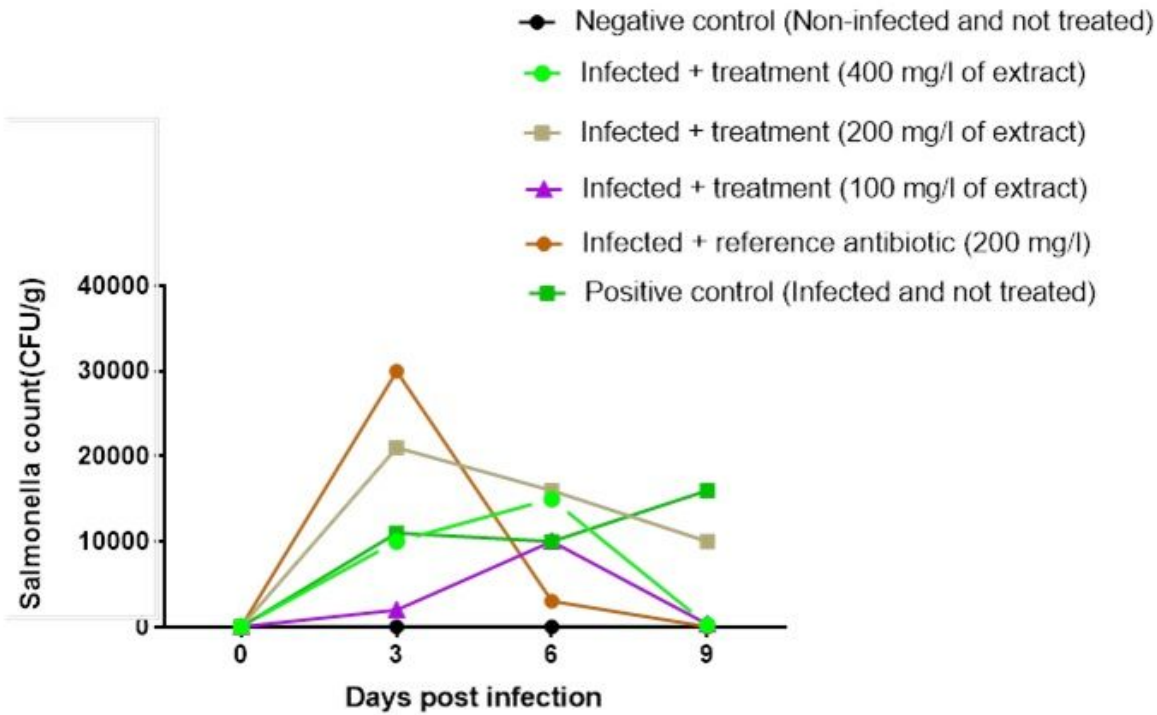 Negative control (Non-infected and not treated)
Infected + treatment (400 mg/l of extract)
Infected + treatment (200 mg/l of extract)
Infected + treatment (100 mg/l of extract)
Infected + reference antibiotic (200 mg/l)
Positive control (Infected and not treated)
Salmonella count(CFU/g)
40000
30000
20000
10000
0
0 3 6 9
Days post infection